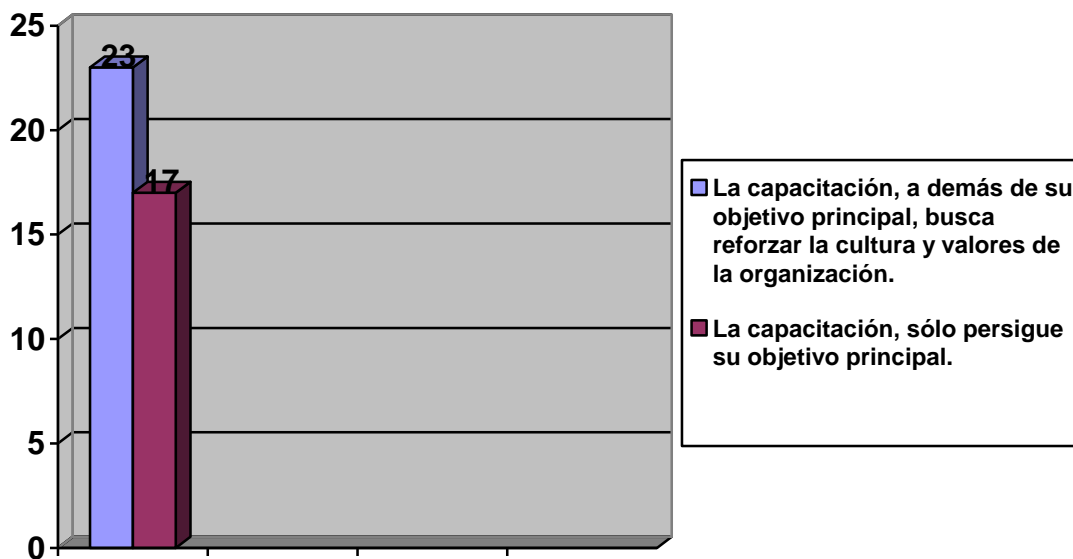 25
23
20
17
15
10
5
0
La capacitación, a demás de su
objetivo principal, busca
reforzar la cultura y valores de
la organización.
La capacitación, sólo persigue
su objetivo principal.